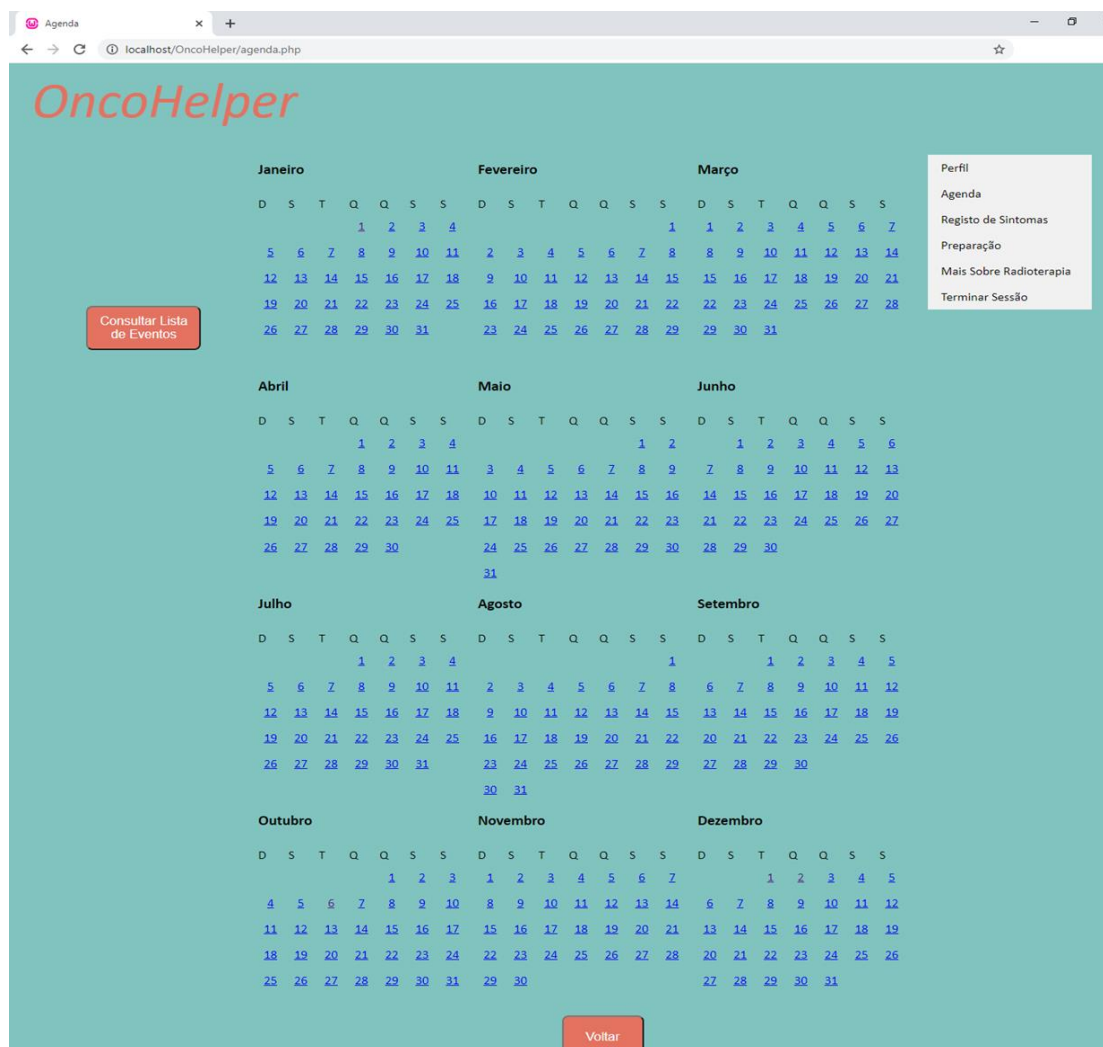 Agenda
localhost/OncoHelper/agenda.php
OncoHelper
Janeiro Fevereiro Março
D S T Q Q S S D S T Q Q S S D S T Q Q S S
1 2 3 4 1 1 2 3 4 5 6 7
5 6 7 8 9 10 11 2 3 4 5 6 7 8 8 9 10 11 12 13 14
12 13 14 15 16 17 18 9 10 11 12 13 14 15 15 16 17 18 19 20 21
19 20 21 22 23 24 25 16 17 18 19 20 21 22 22 23 24 25 26 27 28
26 27 28 29 30 31 23 24 25 26 27 28 29 29 30 31
Perfil
Agenda
Registo de Sintomas
Preparação
Mais Sobre Radioterapia
Terminar Sessão
Consultar Lista
de Eventos
Abril Maio Junho
D S T Q Q S S D S T Q Q S S D S T Q Q S S
1 2 3 4 1 2 1 2 3 4 5 6
5 6 7 8 9 10 11 3 4 5 6 7 8 9 7 8 9 10 11 12 13
12 13 14 15 16 17 18 10 11 12 13 14 15 16 14 15 16 17 18 19 20
19 20 21 22 23 24 25 17 18 19 20 21 22 23 21 22 23 24 25 26 27
26 27 28 29 30 24 25 26 27 28 29 30 28 29 30
31
Julho Agosto Setembro
D S T Q Q S S D S T Q Q S S D S T Q Q S S
1 2 3 4 1 1 2 3 4 5
5 6 7 8 9 10 11 2 3 4 5 6 7 8 6 7 8 9 10 11 12
12 13 14 15 16 17 18 9 10 11 12 13 14 15 13 14 15 16 17 18 19
19 20 21 22 23 24 25 16 17 18 19 20 21 22 20 21 22 23 24 25 26
26 27 28 29 30 31 23 24 25 26 27 28 29 27 28 29 30
30 31
Outubro Novembro Dezembro
D S T Q Q S S D S T Q Q S S D S T Q Q S S
1 2 3 1 2 3 4 5 6 7 1 2 3 4 5
4 5 6 7 8 9 10 8 9 10 11 12 13 14 6 7 8 9 10 11 12
11 12 13 14 15 16 17 15 16 17 18 19 20 21 13 14 15 16 17 18 19
18 19 20 21 22 23 24 22 23 24 25 26 27 28 20 21 22 23 24 25 26
25 26 27 28 29 30 31 29 30 27 28 29 30 31
Voltar